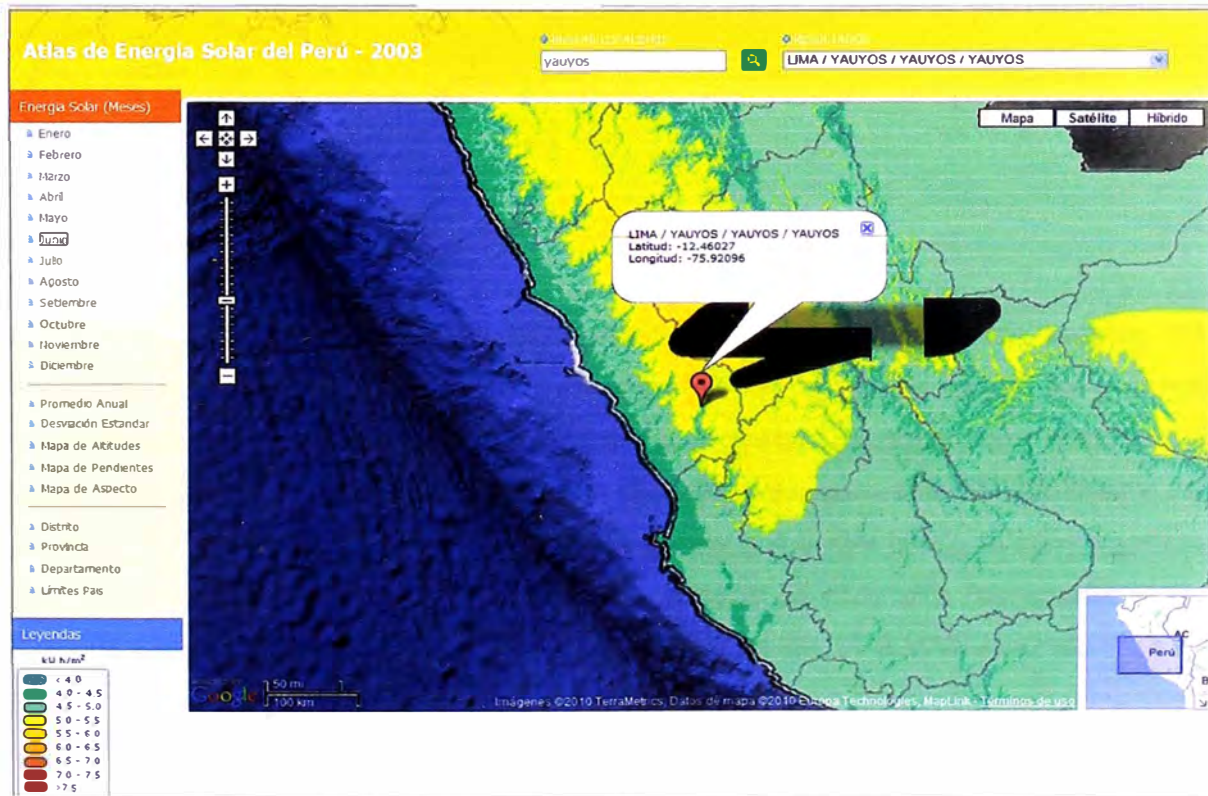 Atlas de Energia Solar del Perú - 2003
yauyos
LIMA / YAUYOS / YAUYOS / YAUYOS
Energia Solar (Meses)
Enero
Febrero
Marzo
Abril
Mayo
Junio
Julio
Agosto
Setiembre
Octubre
Noviembre
Diciembre
Promedio Anual
Desviación Estandar
Mapa de Altitudes
Mapa de Pendientes
Mapa de Aspecto
Distrito
Provincia
Departamento
Límites Pais
Leyendas
kW h/m²
< 4.0
4.0 - 4.5
4.5 - 5.0
5.0 - 5.5
5.5 - 6.0
6.0 - 6.5
6.5 - 7.0
7.0 - 7.5
>7.5
Mapa
Satélite
Híbrido
LIMA / YAUYOS / YAUYOS / YAUYOS
Latitud: -12.46027
Longitud: -75.92096
AC
Perú
B
Google
50 mi
100 km
Imágenes ©2010 TerraMetrics, Datos de mapa ©2010 Europa Technologies, MapLink - Términos de uso